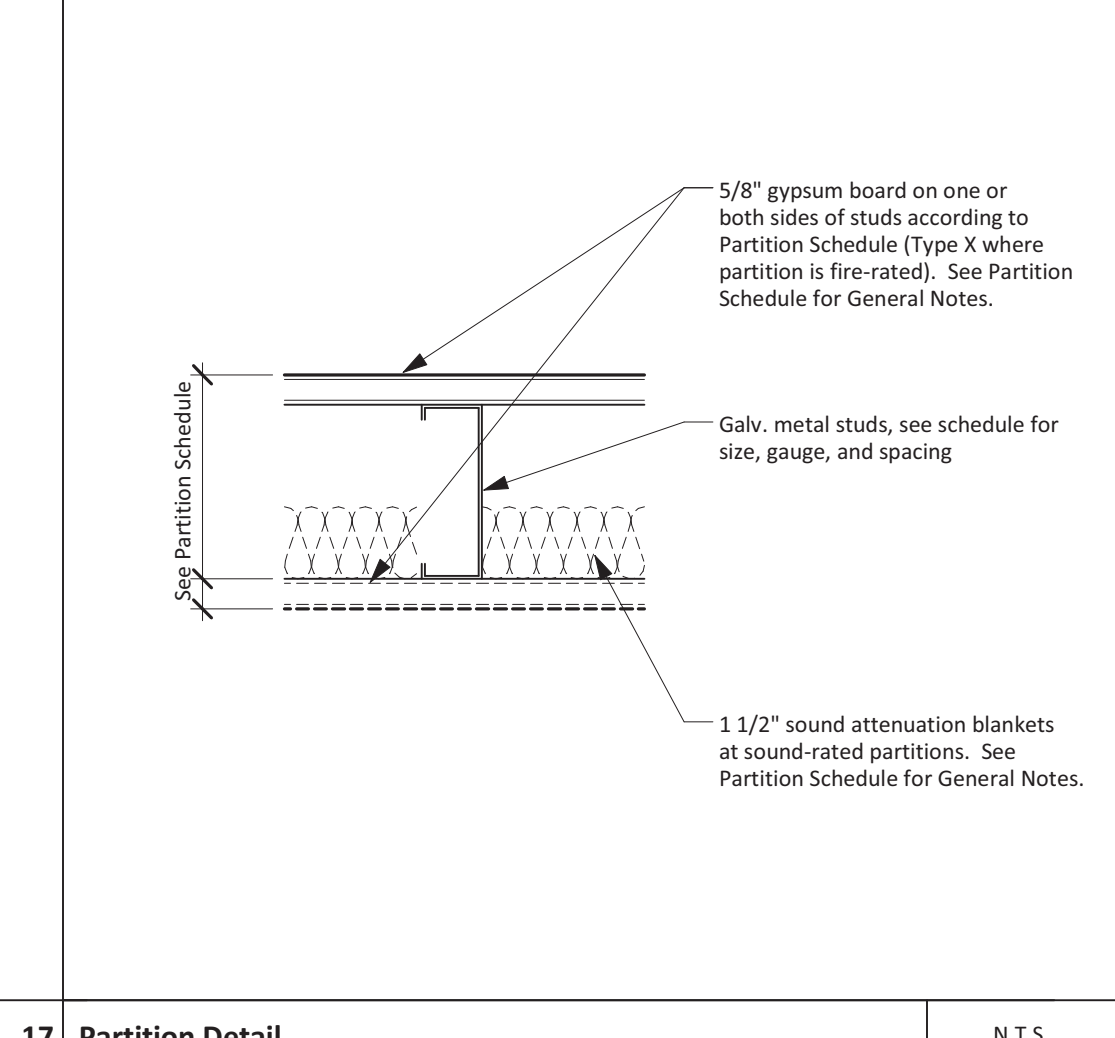 5/8" gypsum board on one or
both sides of studs according to
Partition Schedule (Type X where
partition is fire-rated).  See Partition
Schedule for General Notes.
See Partition Schedule
Galv. metal studs, see schedule for
size, gauge, and spacing
1 1/2" sound attenuation blankets
at sound-rated partitions.  See
Partition Schedule for General Notes.
17 Partition Detail
N.T.S.